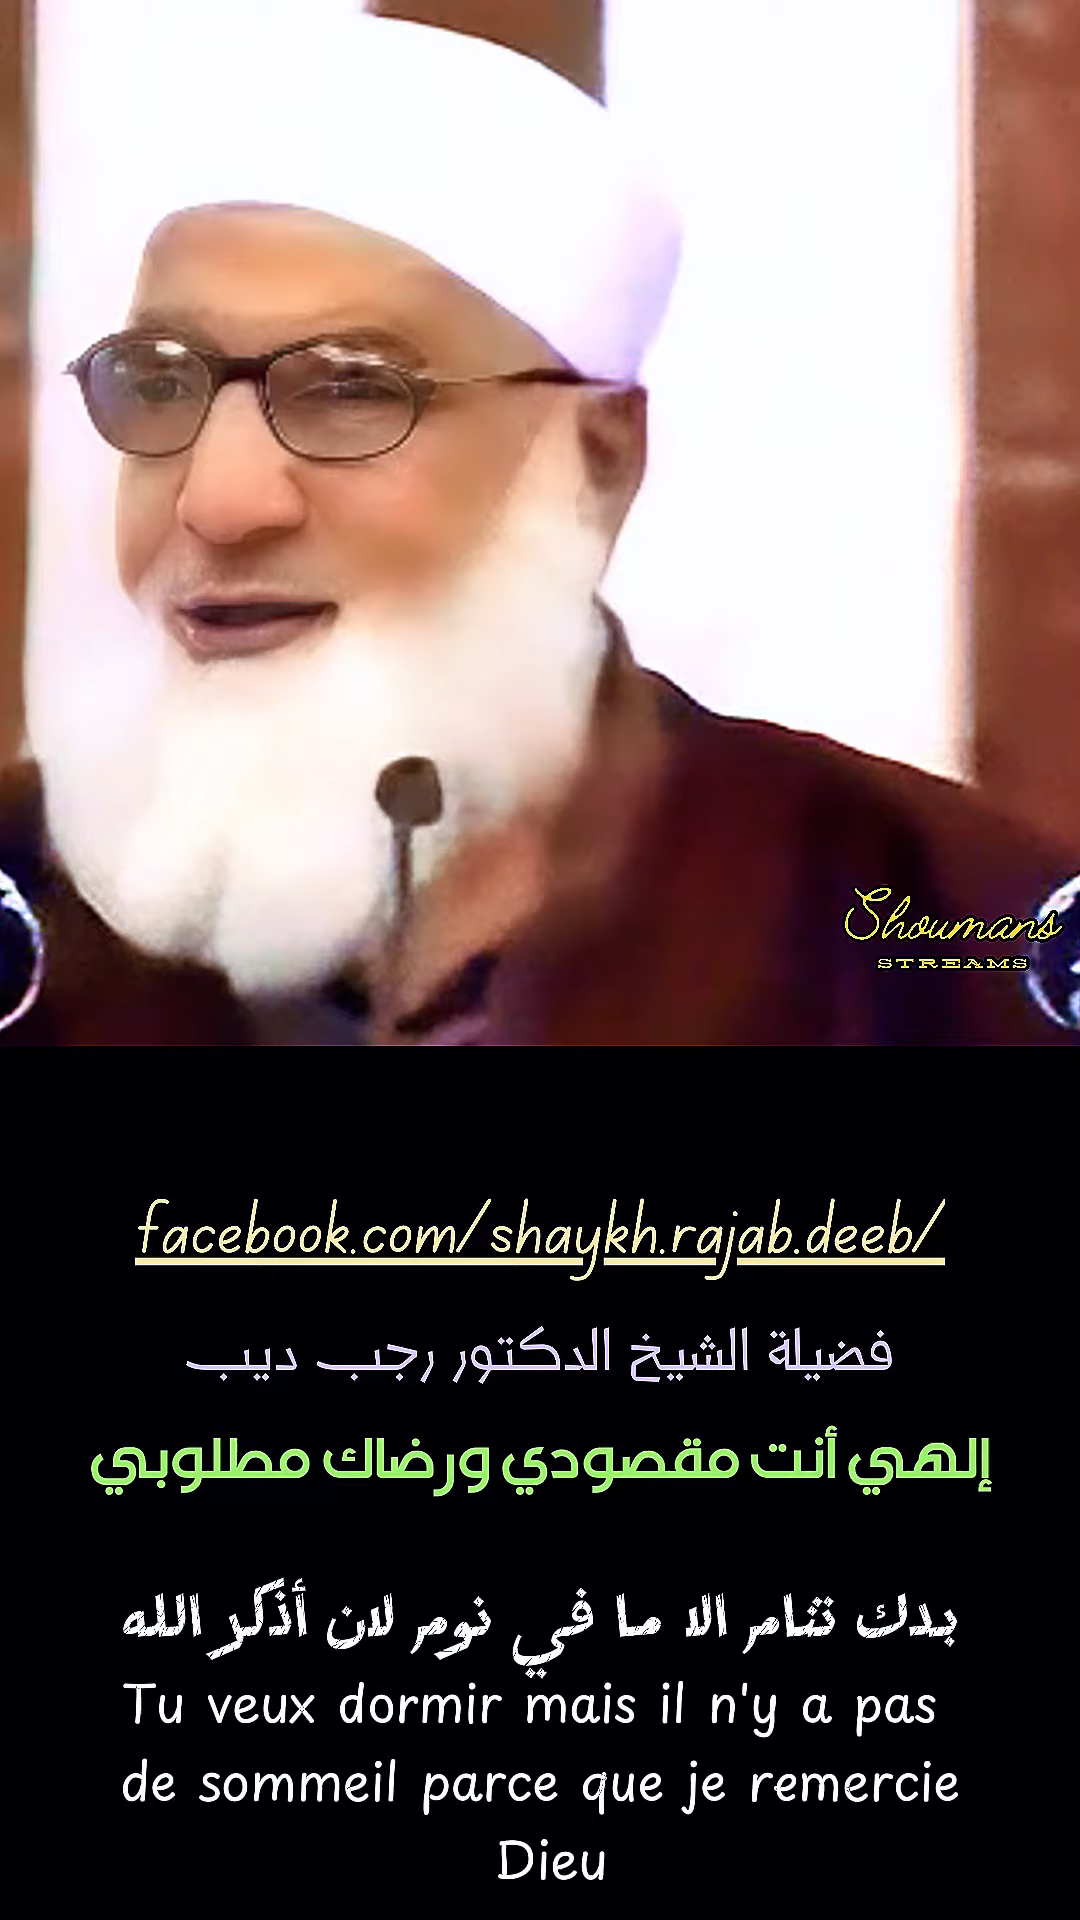 Shoumans
STREAMS
facebook.com/shaykh.rajab.deeb/
فضيلة الشيخ الدكتور رجب ديب
إلهي أنت مقصودي ورضاك مطلوبي
بدك تنام الا ما في نوم لان أذكر الله
Tu veux dormir mais il n'y a pas
de sommeil parce que je remercie
Dieu